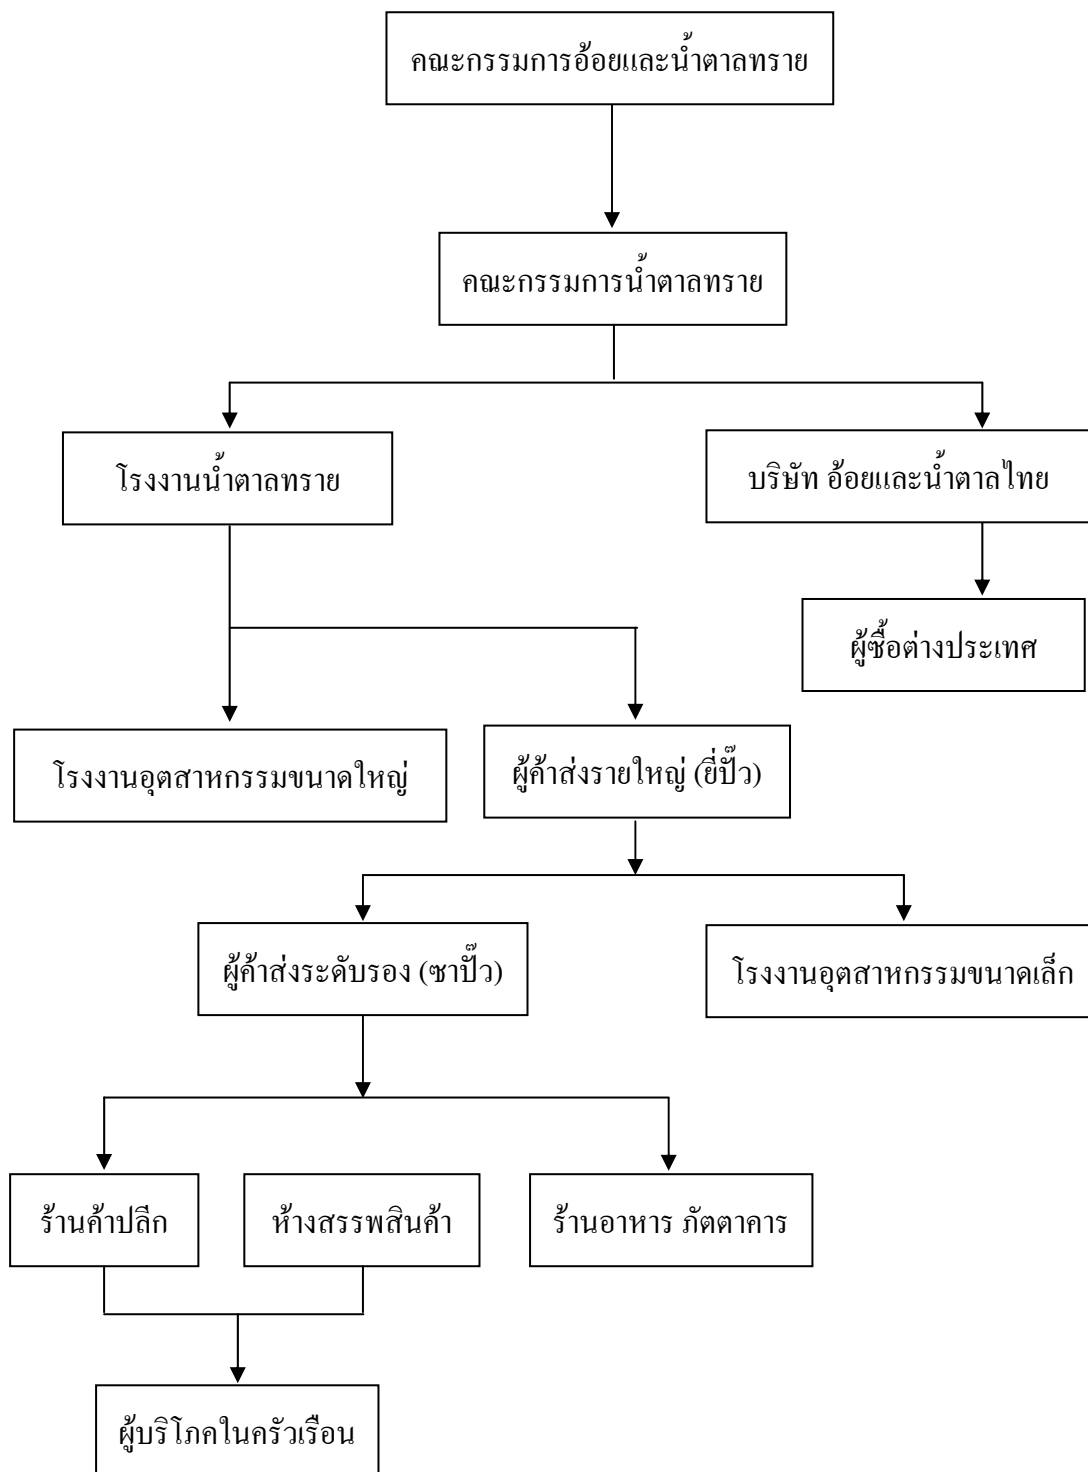 คณะกรรมการอ้อยและน้ำตาลทราย
คณะกรรมการน้ำตาลทราย
โรงงานน้ำตาลทราย
บริษัท อ้อยและน้ำตาลไทย
ผู้ซื้อต่างประเทศ
โรงงานอุตสาหกรรมขนาดใหญ่
ผู้ค้าส่งรายใหญ่ (ยี่ปั๊ว)
ผู้ค้าส่งระดับรอง (ซาปั๊ว)
โรงงานอุตสาหกรรมขนาดเล็ก
ร้านค้าปลีก
ห้างสรรพสินค้า
ร้านอาหาร ภัตตาคาร
ผู้บริโภคในครัวเรือน